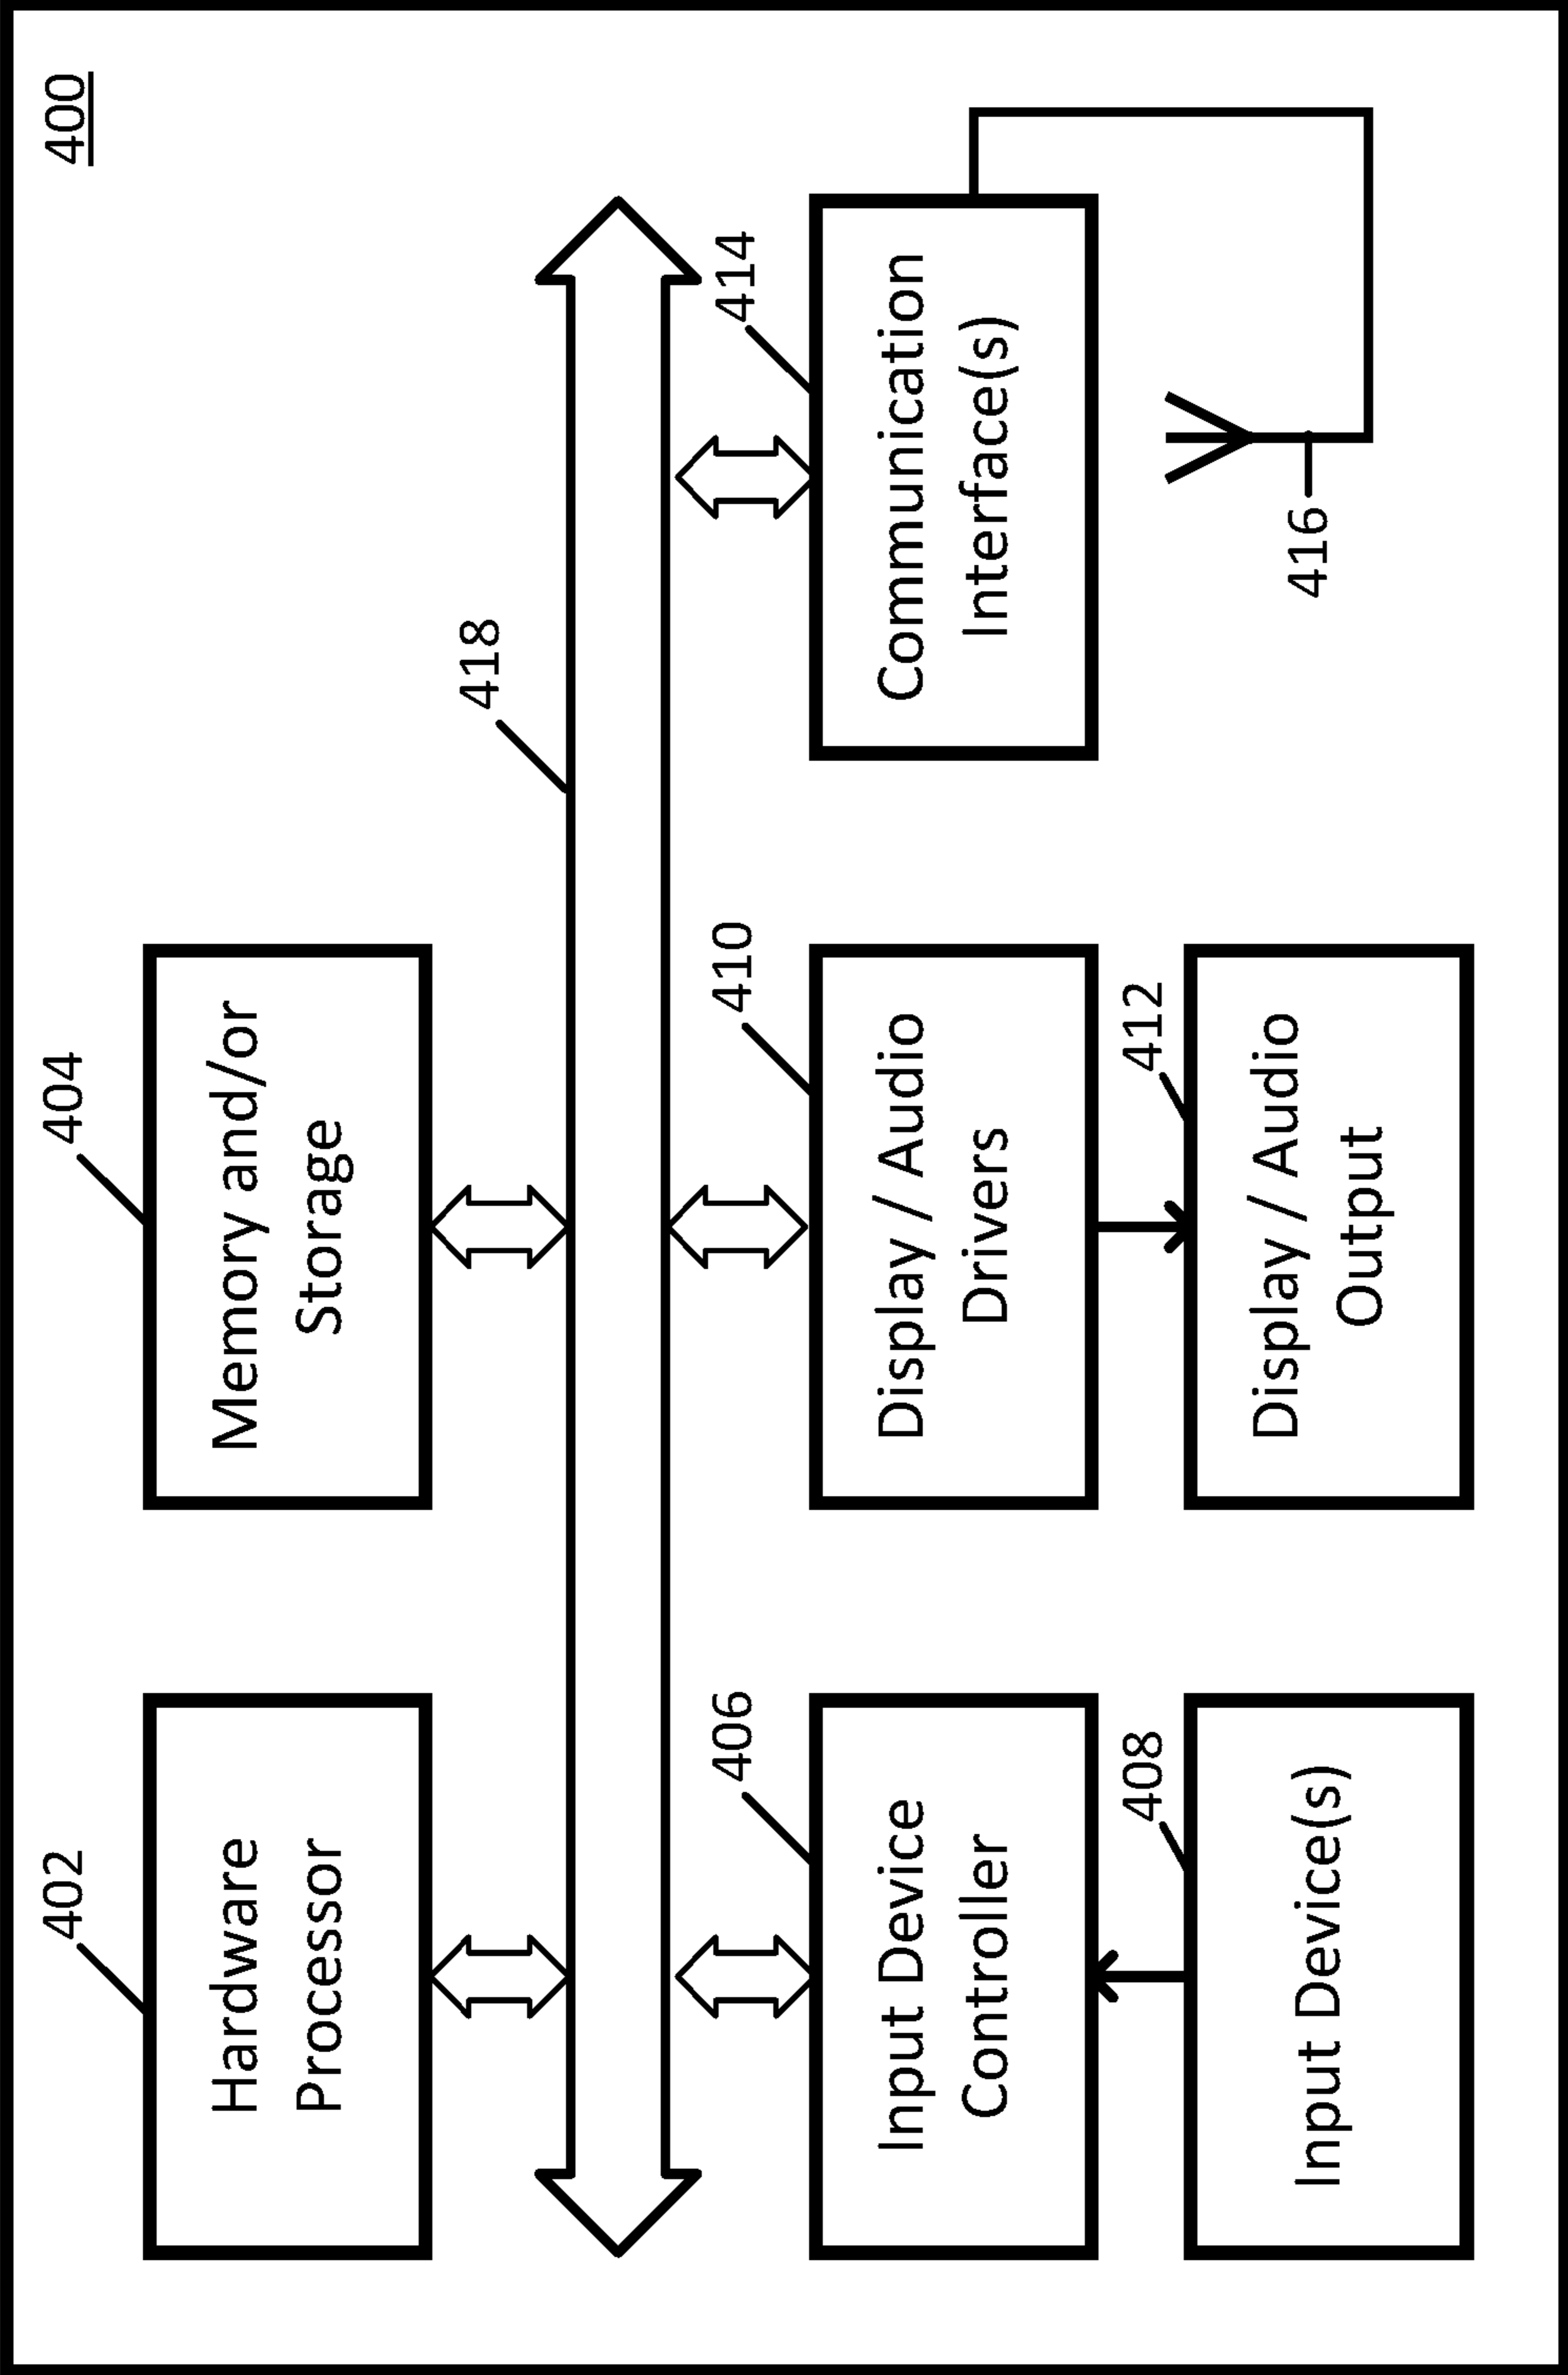 400
402
Hardware
Processor
404
Memory and/or
Storage
418
406
Input Device
Controller
410
Display / Audio
Drivers
414
Communication
Interface(s)
408
Input Device(s)
412
Display / Audio
Output
416